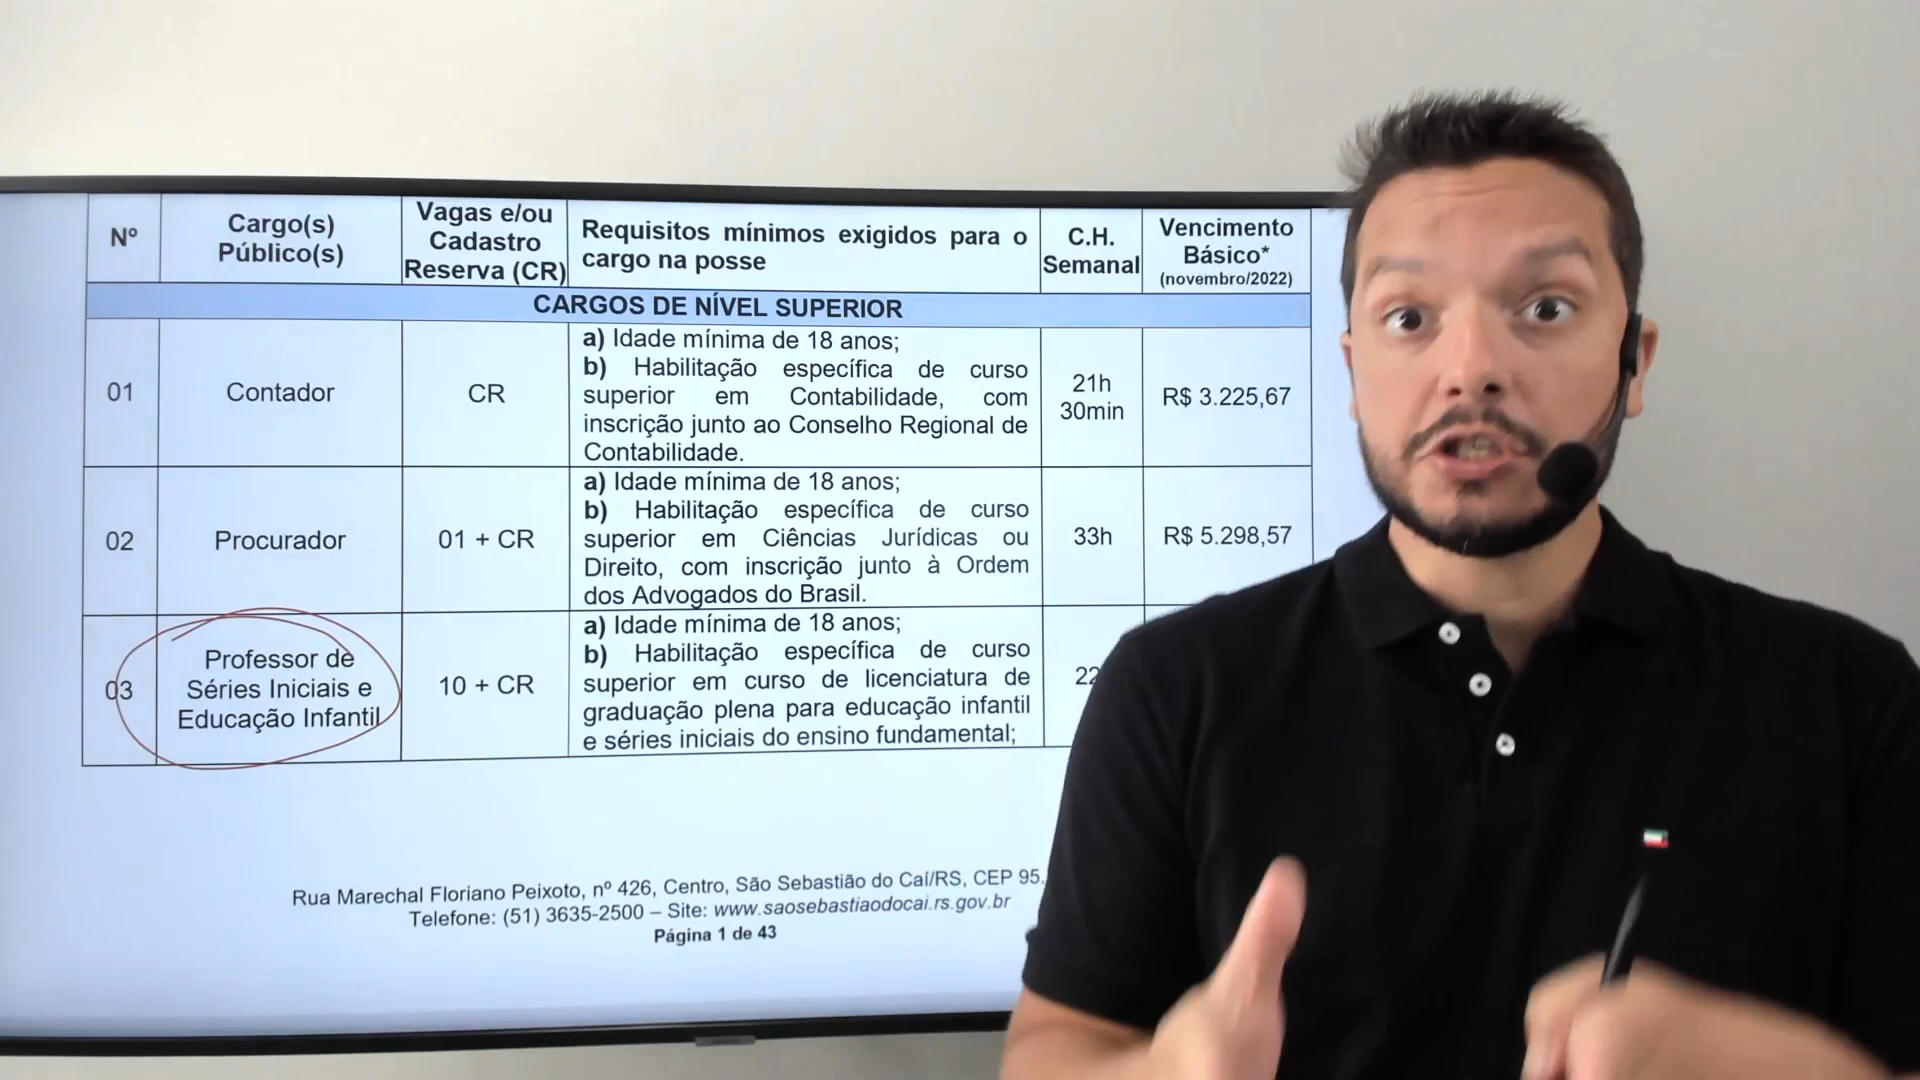 Nº
Cargo(s)
Público(s)
Vagas e/ou
Cadastro
Reserva (CR)
Requisitos mínimos exigidos para o
cargo na posse
C.H.
Semanal
Vencimento
Básico*
(novembro/2022)
CARGOS DE NÍVEL SUPERIOR
01
Contador
CR
a) Idade mínima de 18 anos;
b) Habilitação específica de curso
superior em Contabilidade, com
inscrição junto ao Conselho Regional de
Contabilidade.
21h
30min
R$ 3.225,67
02
Procurador
01 + CR
a) Idade mínima de 18 anos;
b) Habilitação específica de curso
superior em Ciências Jurídicas ou
Direito, com inscrição junto à Ordem
dos Advogados do Brasil.
33h
R$ 5.298,57
03
Professor de
Séries Iniciais e
Educação Infantil
10 + CR
a) Idade mínima de 18 anos;
b) Habilitação específica de curso
superior em curso de licenciatura de
graduação plena para educação infantil
e séries iniciais do ensino fundamental;
22
Rua Marechal Floriano Peixoto, nº 426, Centro, São Sebastião do Caí/RS, CEP 95.
Telefone: (51) 3635-2500 – Site: www.saosebastiaodocai.rs.gov.br
Página 1 de 43